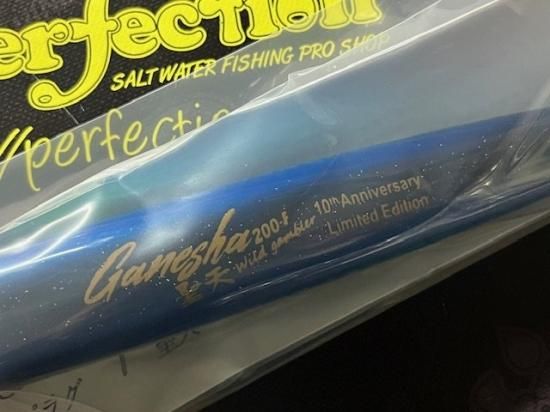 erfection
SALTWATER FISHING PRO SHOP
//perfectio
Ganesha 200-F 10th Anniversary
聖天 Wild gambler Limited Edition